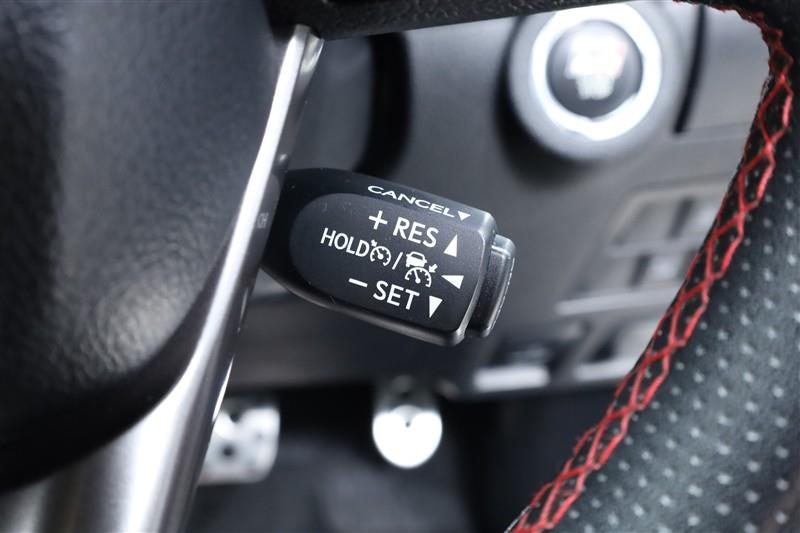 CANCEL
+ RES
HOLD /
- SET